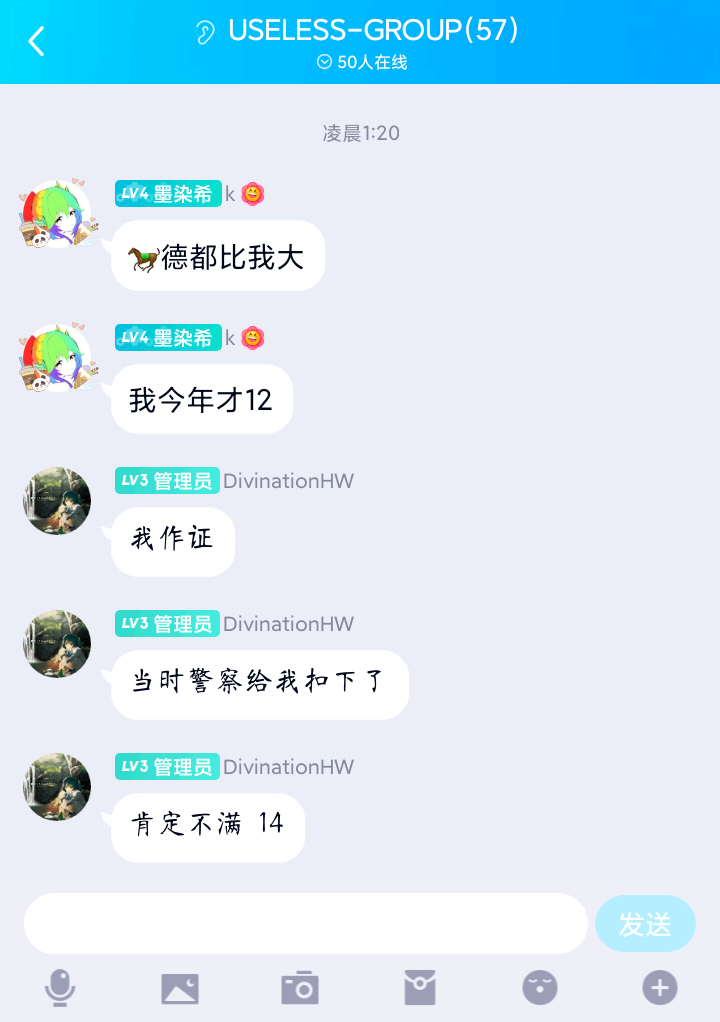 USELESS-GROUP(57)
50人在线
凌晨1:20
LV4 墨染希 k
🐎德都比我大
LV4 墨染希 k
我今年才12
LV3 管理员 DivinationHW
我作证
LV3 管理员 DivinationHW
当时警察给我扣下了
LV3 管理员 DivinationHW
肯定不满 14
发送